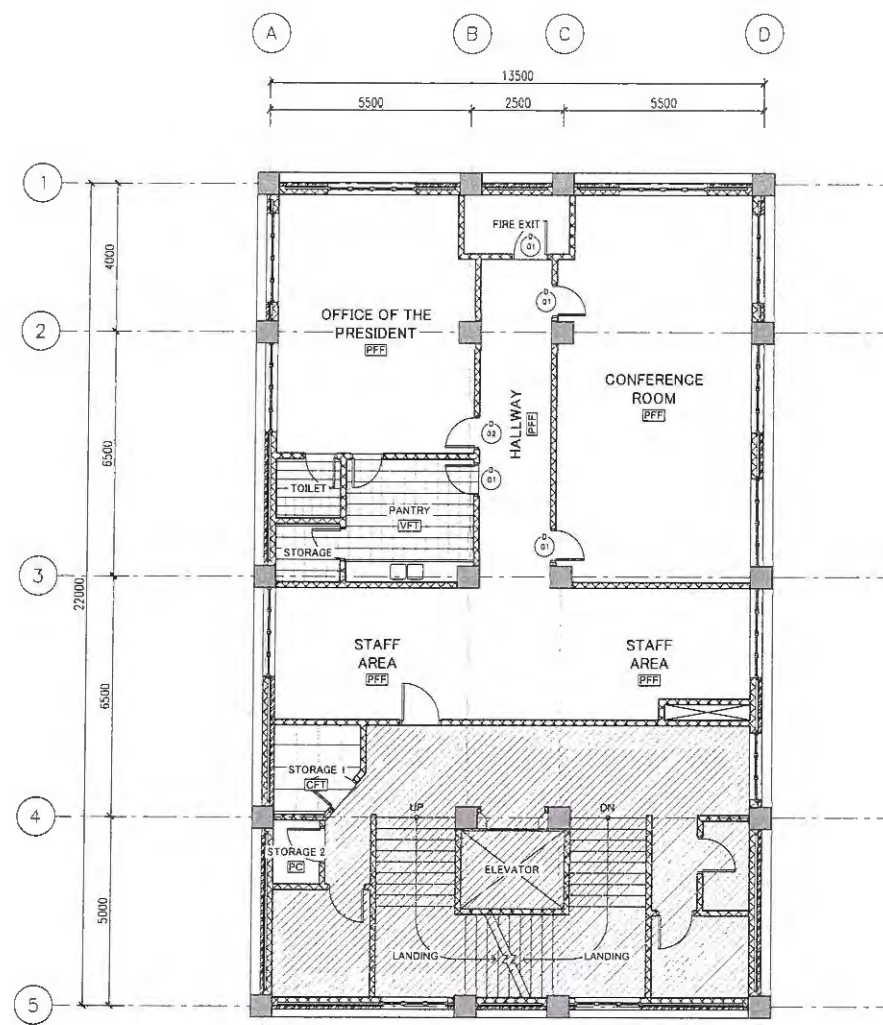 A
B
C
D
13500
5500
2500
5500
1
FIRE EXIT
D
01
4000
D
01
2
OFFICE OF THE
PRESIDENT
PFF
CONFERENCE
ROOM
PFF
HALLWAY
PFF
D
02
6500
D
01
TOILET
PANTRY
VFT
STORAGE
D
01
3
22000
STAFF
AREA
PFF
STAFF
AREA
PFF
6500
STORAGE 1
CFT
4
UP
DN
STORAGE 2
PC
ELEVATOR
5000
LANDING
LANDING
5